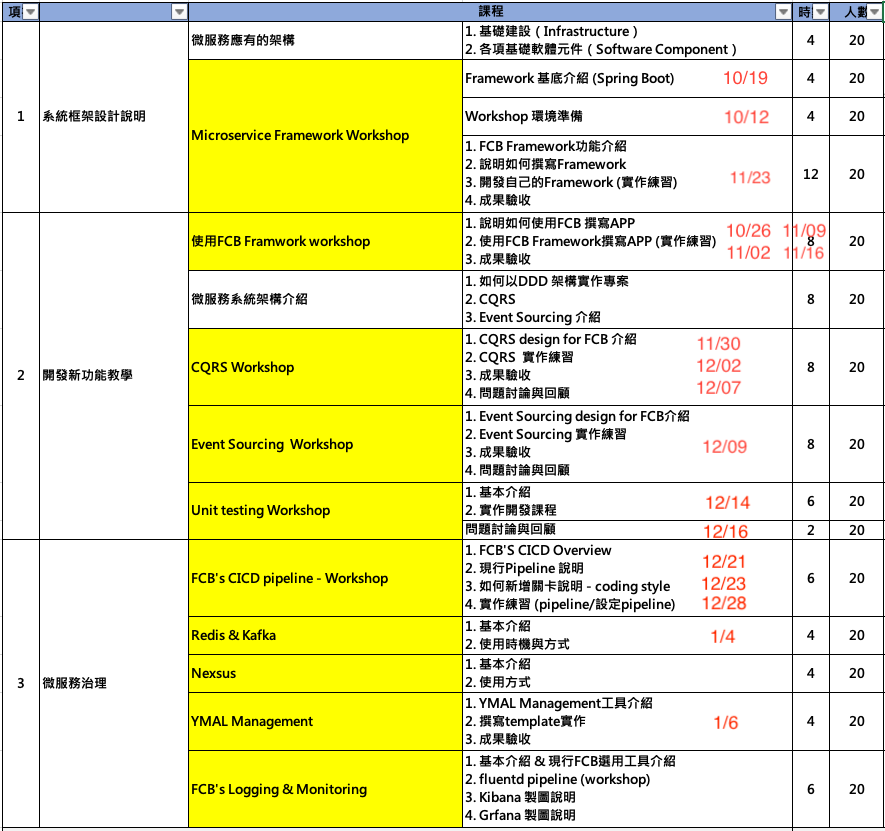 項 課程 時 人數
1 系統框架設計說明
微服務應有的架構
1. 基礎建設（Infrastructure）
2. 各項基礎軟體元件（Software Component）
4 20
Microservice Framework Workshop
Framework 基底介紹 (Spring Boot) 10/19 4 20
Workshop 環境準備 10/12 4 20
1. FCB Framework功能介紹
2. 說明如何撰寫Framework
3. 開發自己的Framework (實作練習)
4. 成果驗收
11/23 12 20
2 開發新功能教學
使用FCB Framwork workshop
1. 說明如何使用FCB 撰寫APP
2. 使用FCB Framework撰寫APP (實作練習)
3. 成果驗收
10/26 11/09
11/02 11/16
8 20
微服務系統架構介紹
1. 如何以DDD 架構實作專案
2. CQRS
3. Event Sourcing 介紹
8 20
CQRS Workshop
1. CQRS design for FCB 介紹
2. CQRS 實作練習
3. 成果驗收
4. 問題討論與回顧
11/30
12/02
12/07
8 20
Event Sourcing Workshop
1. Event Sourcing design for FCB介紹
2. Event Sourcing 實作練習
3. 成果驗收
4. 問題討論與回顧
12/09
8 20
Unit testing Workshop
1. 基本介紹
2. 實作開發課程
12/14 6 20
問題討論與回顧 12/16 2 20
3 微服務治理
FCB's CICD pipeline - Workshop
1. FCB'S CICD Overview
2. 現行Pipeline 說明
3. 如何新增關卡說明 - coding style
4. 實作練習 (pipeline/設定pipeline)
12/21
12/23
12/28
6 20
Redis & Kafka
1. 基本介紹
2. 使用時機與方式
1/4 4 20
Nexsus
1. 基本介紹
2. 使用方式
4 20
YMAL Management
1. YMAL Management工具介紹
2. 撰寫template實作
3. 成果驗收
1/6 4 20
FCB's Logging & Monitoring
1. 基本介紹 & 現行FCB選用工具介紹
2. fluentd pipeline (workshop)
3. Kibana 製圖說明
4. Grfana 製圖說明
6 20